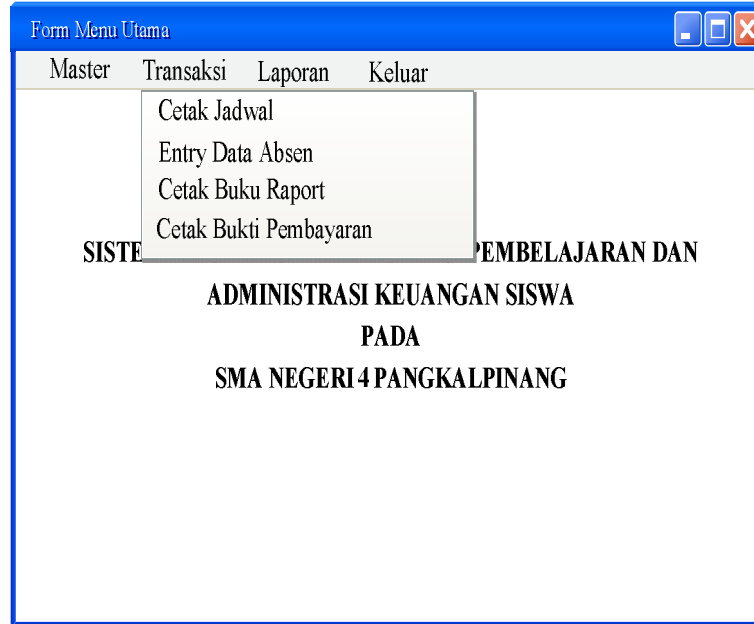 Form Menu Utama
Master Transaksi Laporan Keluar
Cetak Jadwal
Entry Data Absen
Cetak Buku Raport
Cetak Bukti Pembayaran
PEMBELAJARAN DAN
ADMINISTRASI KEUANGAN SISWA
PADA
SMA NEGERI 4 PANGKALPINANG